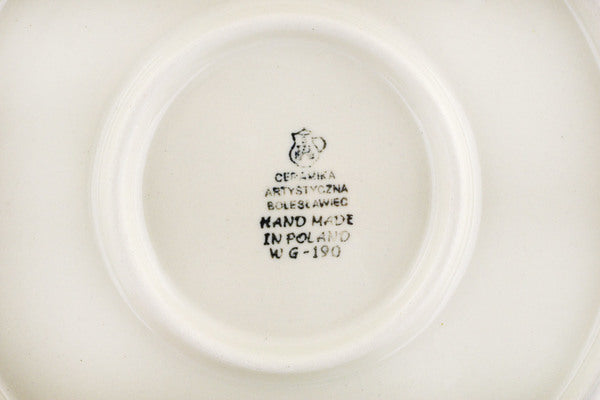 CERAMIKA
ARTYSTYCZNA
BOLESŁAWIEC
HAND MADE
IN POLAND
WG-190